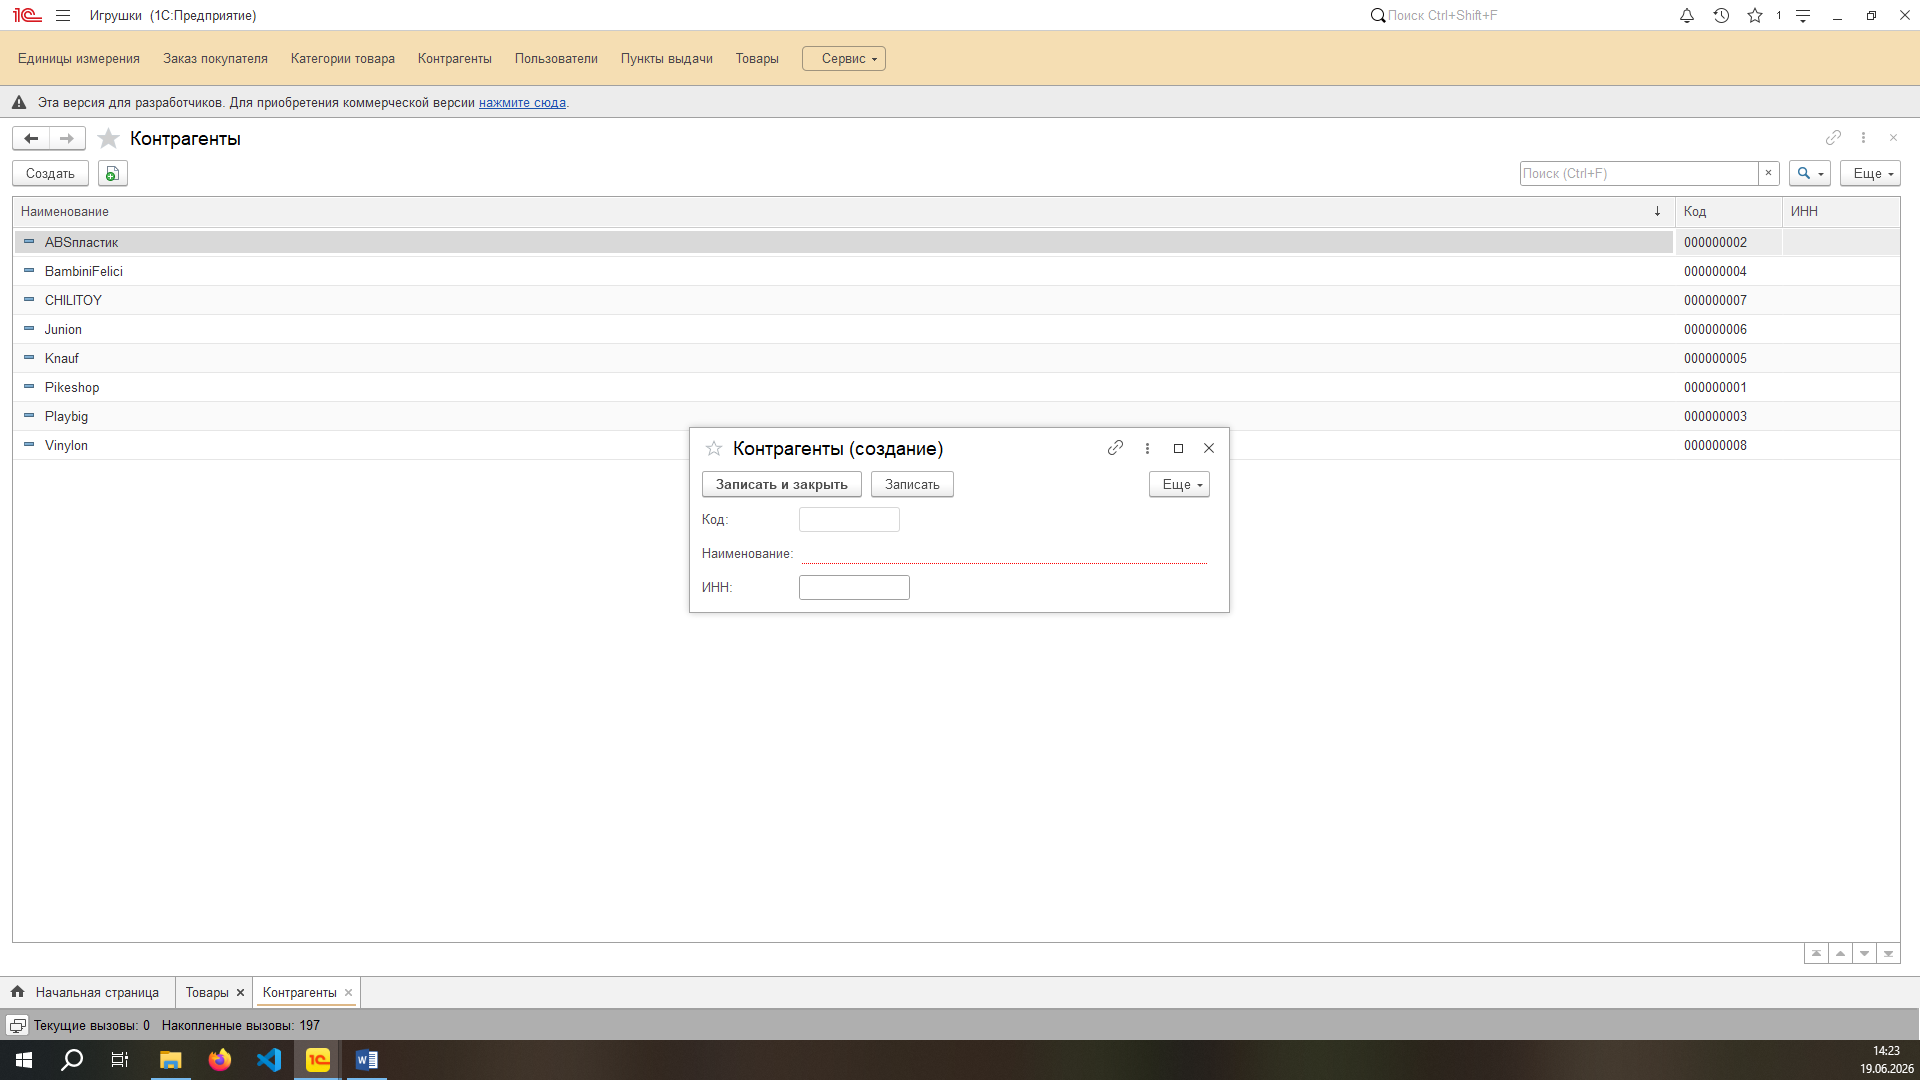 1С Игрушки (1С:Предприятие) Поиск Ctrl+Shift+F 1
Единицы измерения Заказ покупателя Категории товара Контрагенты Пользователи Пункты выдачи Товары Сервис
Эта версия для разработчиков. Для приобретения коммерческой версии нажмите сюда.
Контрагенты
Создать Поиск (Ctrl+F) × Еще
Наименование ↓ Код ИНН
ABSпластик 000000002
BambiniFelici 000000004
CHILITOY 000000007
Junion 000000006
Knauf 000000005
Pikeshop 000000001
Playbig 000000003
Vinylon 000000008
Контрагенты (создание)
Записать и закрыть Записать Еще
Код:
Наименование:
ИНН:
Начальная страница Товары × Контрагенты ×
Текущие вызовы: 0 Накопленные вызовы: 197
14:23
19.06.2026